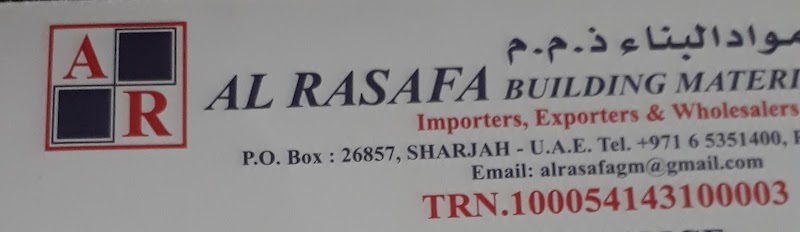 مواد البناء ذ.م.م
A
R
AL RASAFA BUILDING MATERI
Importers, Exporters & Wholesalers
P.O. Box : 26857, SHARJAH - U.A.E. Tel. +971 6 5351400,
Email: alrasafagm@gmail.com
TRN.100054143100003